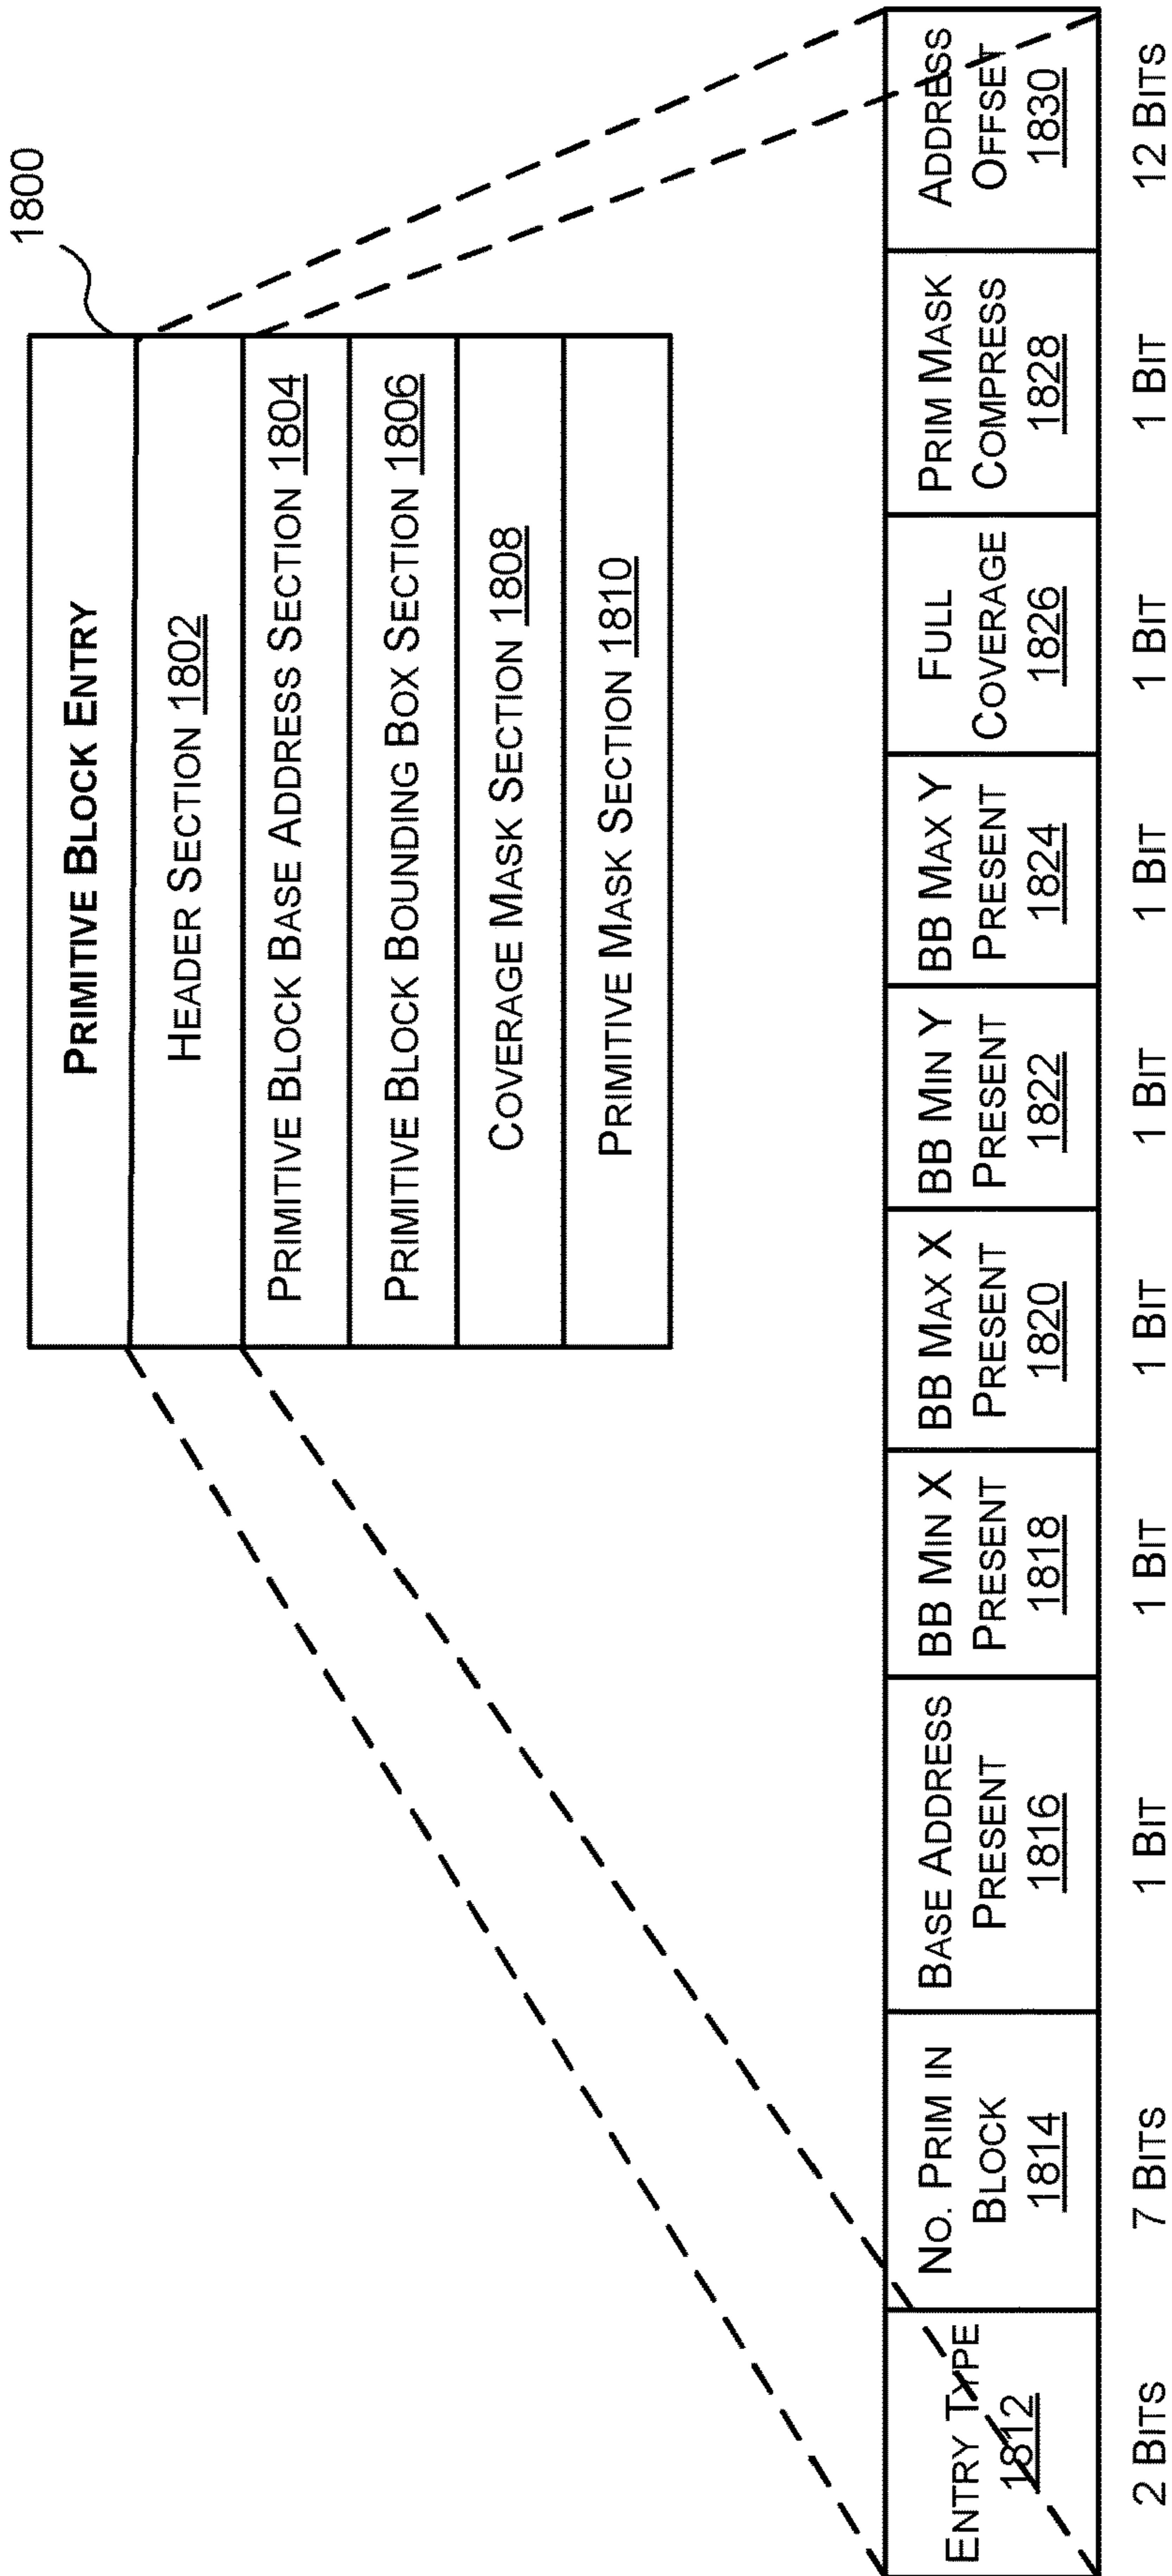 1800
PRIMITIVE BLOCK ENTRY
HEADER SECTION 1802
PRIMITIVE BLOCK BASE ADDRESS SECTION 1804
PRIMITIVE BLOCK BOUNDING BOX SECTION 1806
COVERAGE MASK SECTION 1808
PRIMITIVE MASK SECTION 1810
ENTRY TYPE
1812
2 BITS
NO. PRIM IN
BLOCK
1814
7 BITS
BASE ADDRESS
PRESENT
1816
1 BIT
BB MIN X
PRESENT
1818
1 BIT
BB MAX X
PRESENT
1820
1 BIT
BB MIN Y
PRESENT
1822
1 BIT
BB MAX Y
PRESENT
1824
1 BIT
FULL
COVERAGE
1826
1 BIT
PRIM MASK
COMPRESS
1828
1 BIT
ADDRESS
OFFSET
1830
12 BITS